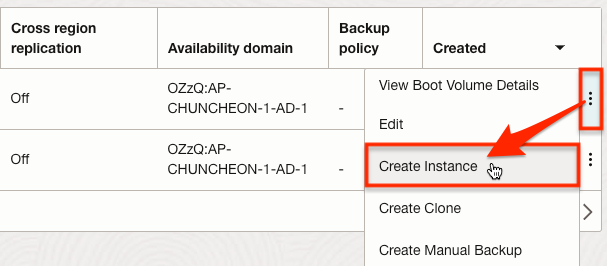 Cross region
replication
Availability domain
Backup
policy
Created
Off
OZzQ:AP-
CHUNCHEON-1-AD-1
-
View Boot Volume Details
Edit
Off
OZzQ:AP-
CHUNCHEON-1-AD-1
-
Create Instance
Create Clone
Create Manual Backup